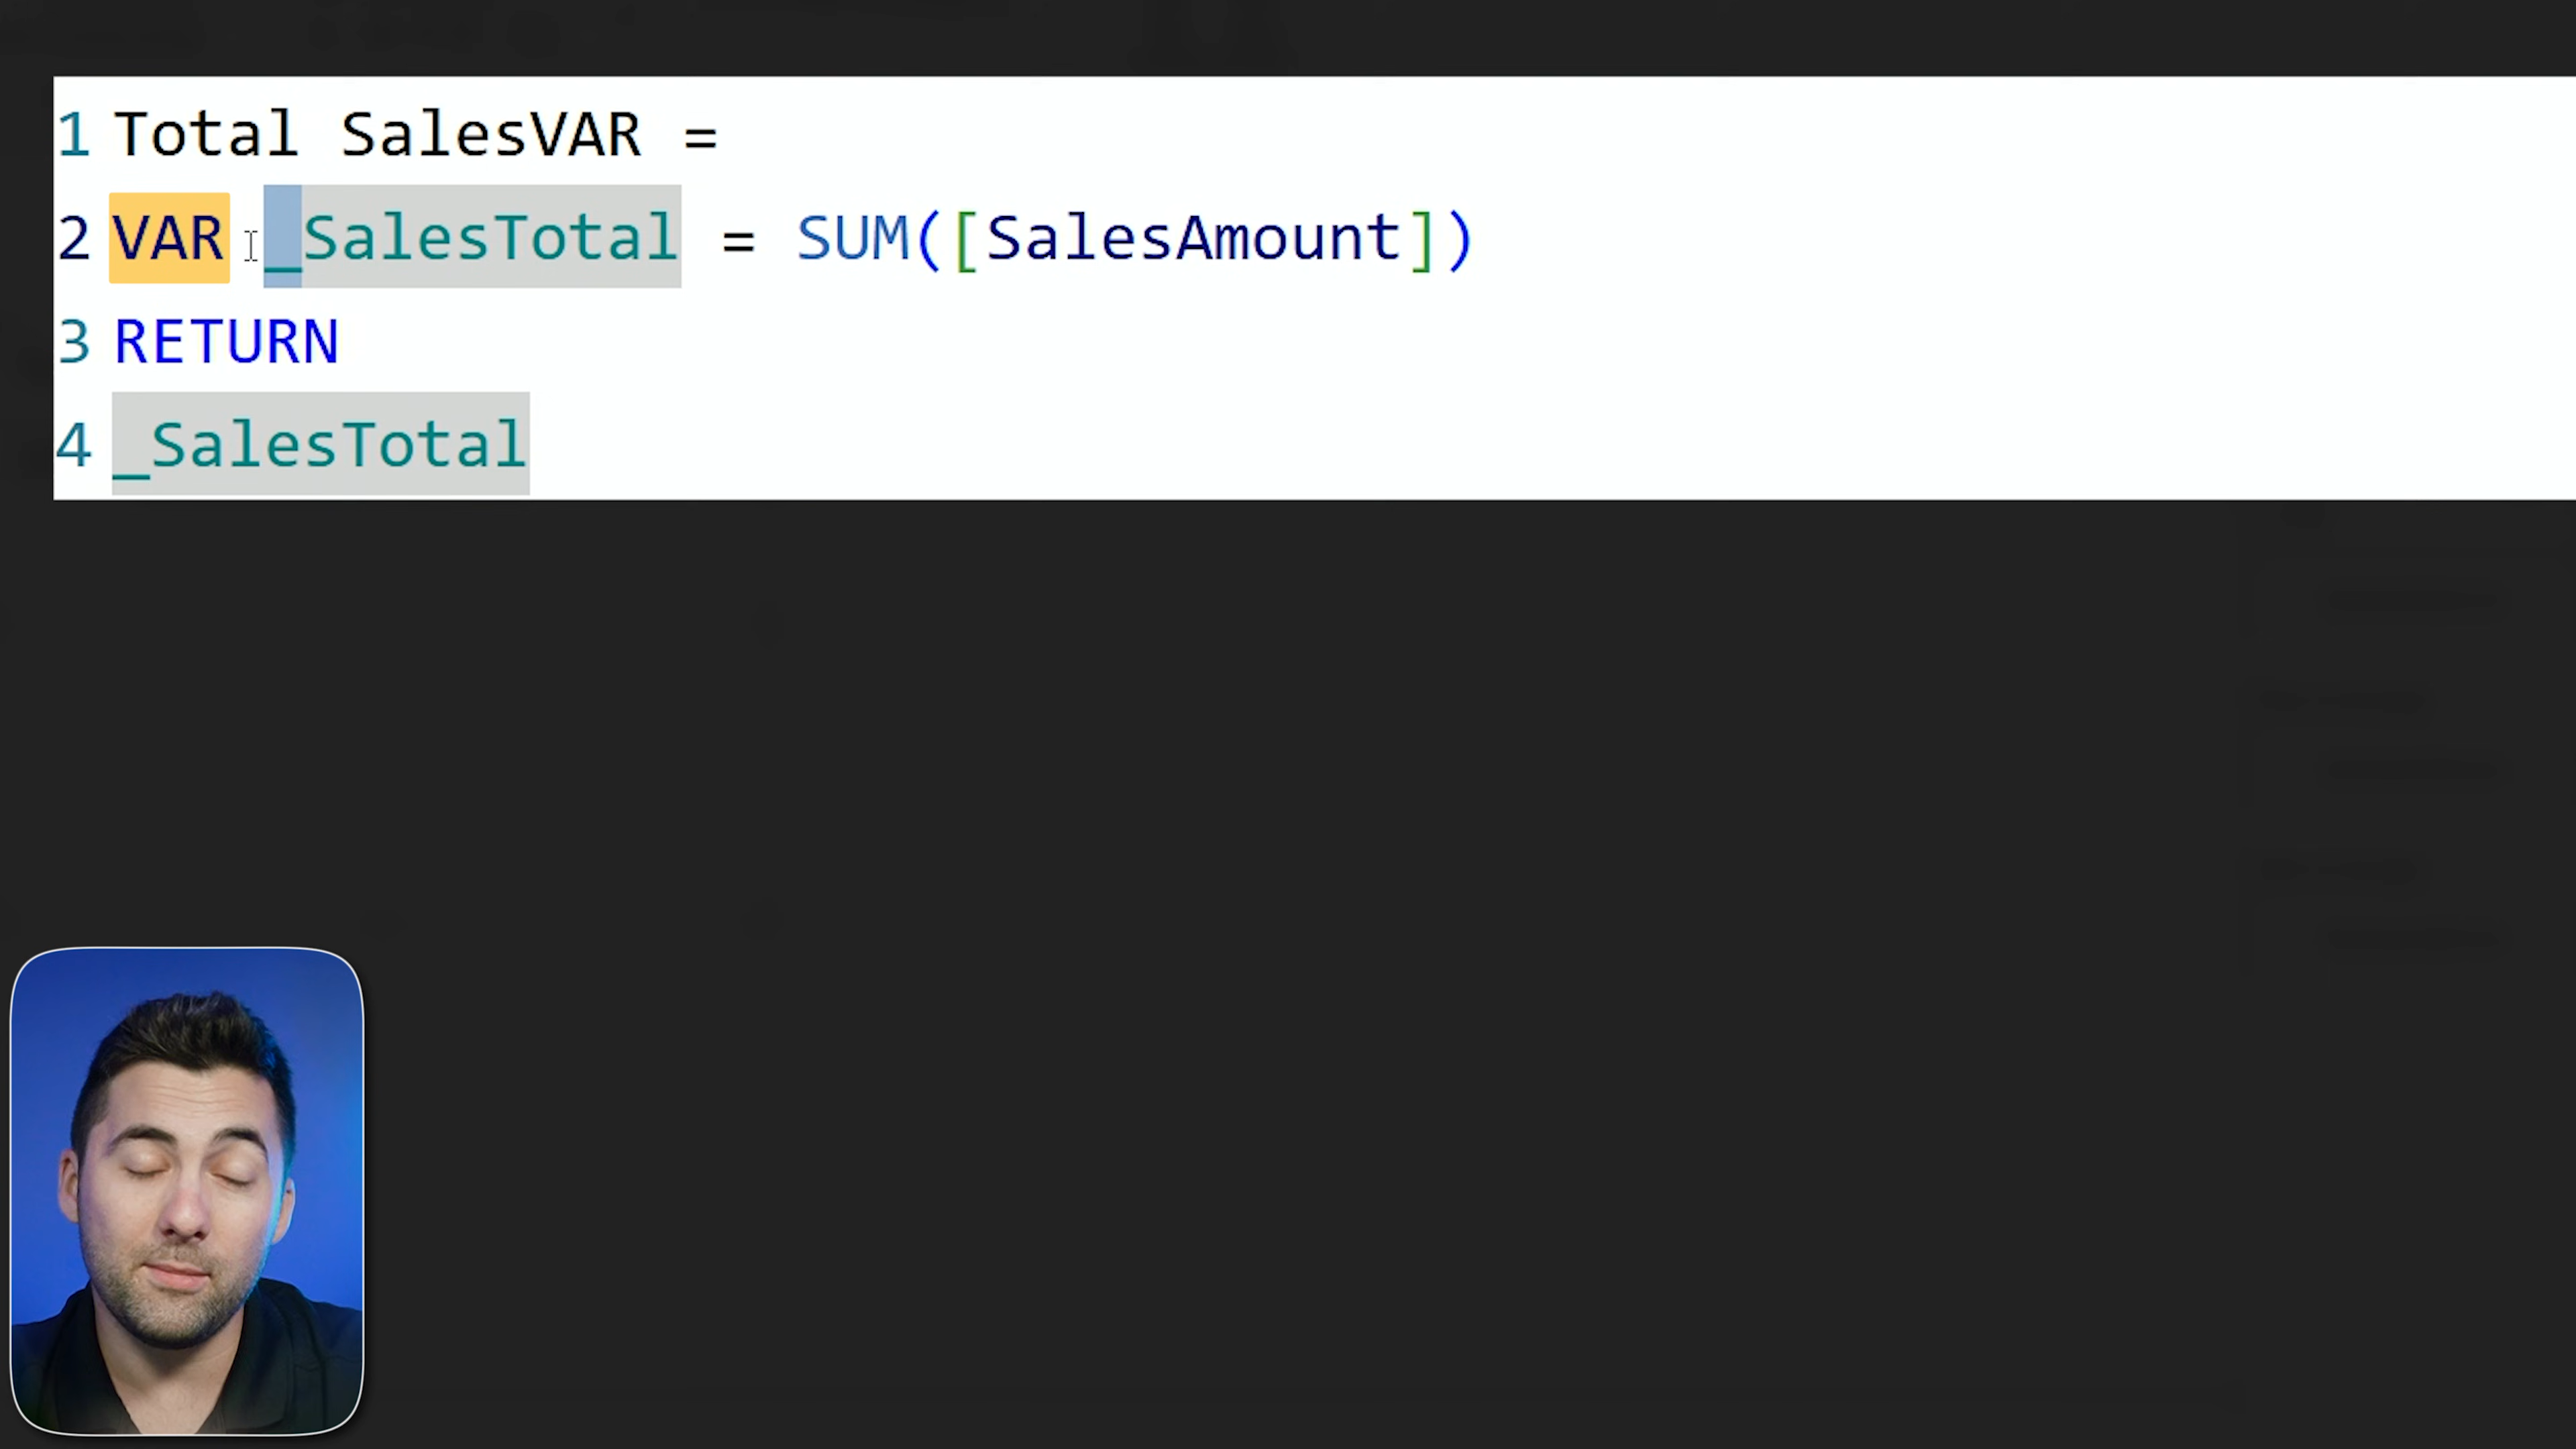 1 Total SalesVAR =
2 VAR _SalesTotal = SUM([SalesAmount])
3 RETURN
4 _SalesTotal